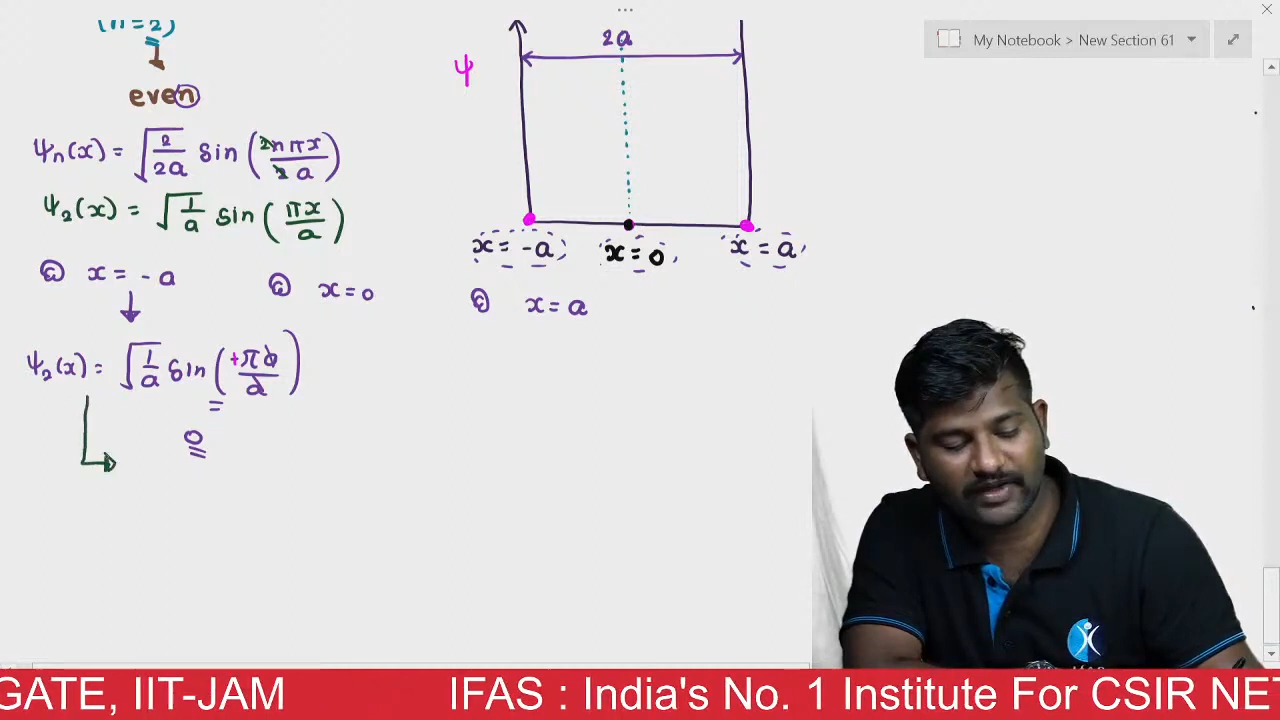 (n=2)
even
ψn(x) = √(2/2a) sin (2nπx/2a)
ψ2(x) = √(1/a) sin (πx/a)
@ x = -a
@ x=0
ψ2(x) = √(1/a) sin (+πa/a)
=
0
ψ
2a
x = -a
x = 0
x = a
@ x = a
My Notebook > New Section 61
GATE, IIT-JAM IFAS : India's No. 1 Institute For CSIR NET